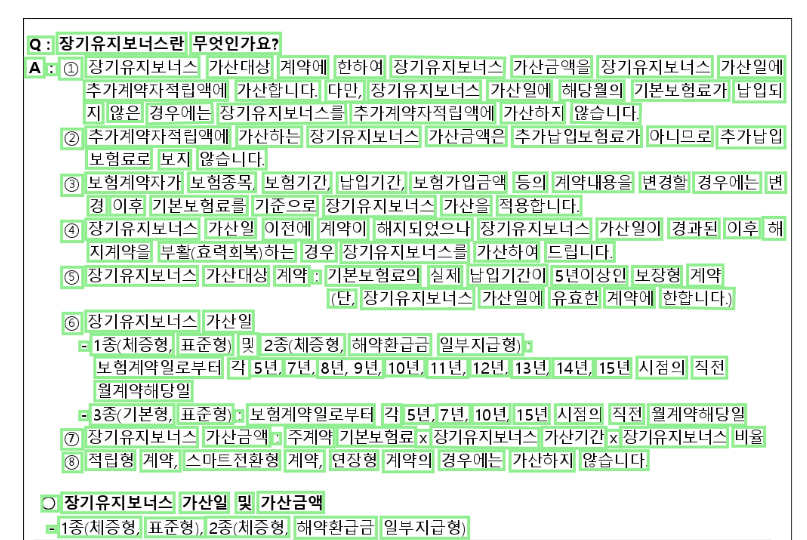 Q : 장기유지보너스란 무엇인가요?
A : ① 장기유지보너스 가산대상 계약에 한하여 장기유지보너스 가산금액을 장기유지보너스 가산일에
추가계약자적립액에 가산합니다. 다만, 장기유지보너스 가산일에 해당월의 기본보험료가 납입되
지 않은 경우에는 장기유지보너스를 추가계약자적립액에 가산하지 않습니다.
② 추가계약자적립액에 가산하는 장기유지보너스 가산금액은 추가납입보험료가 아니므로 추가납입
보험료로 보지 않습니다.
③ 보험계약자가 보험종목, 보험기간, 납입기간, 보험가입금액 등의 계약내용을 변경할 경우에는 변
경 이후 기본보험료를 기준으로 장기유지보너스 가산을 적용합니다.
④ 장기유지보너스 가산일 이전에 계약이 해지되었으나 장기유지보너스 가산일이 경과된 이후 해
지계약을 부활(효력회복)하는 경우 장기유지보너스를 가산하여 드립니다.
⑤ 장기유지보너스 가산대상 계약 : 기본보험료의 실제 납입기간이 5년이상인 보장형 계약
(단, 장기유지보너스 가산일에 유효한 계약에 한합니다.)
⑥ 장기유지보너스 가산일
- 1종(체증형, 표준형) 및 2종(체증형, 해약환급금 일부지급형) :
보험계약일로부터 각 5년, 7년, 8년, 9년, 10년, 11년, 12년, 13년, 14년, 15년 시점의 직전
월계약해당일
- 3종(기본형, 표준형) : 보험계약일로부터 각 5년, 7년, 10년, 15년 시점의 직전 월계약해당일
⑦ 장기유지보너스 가산금액 : 주계약 기본보험료 x 장기유지보너스 가산기간 x 장기유지보너스 비율
⑧ 적립형 계약, 스마트전환형 계약, 연장형 계약의 경우에는 가산하지 않습니다.
○ 장기유지보너스 가산일 및 가산금액
- 1종(체증형, 표준형), 2종(체증형, 해약환급금 일부지급형)